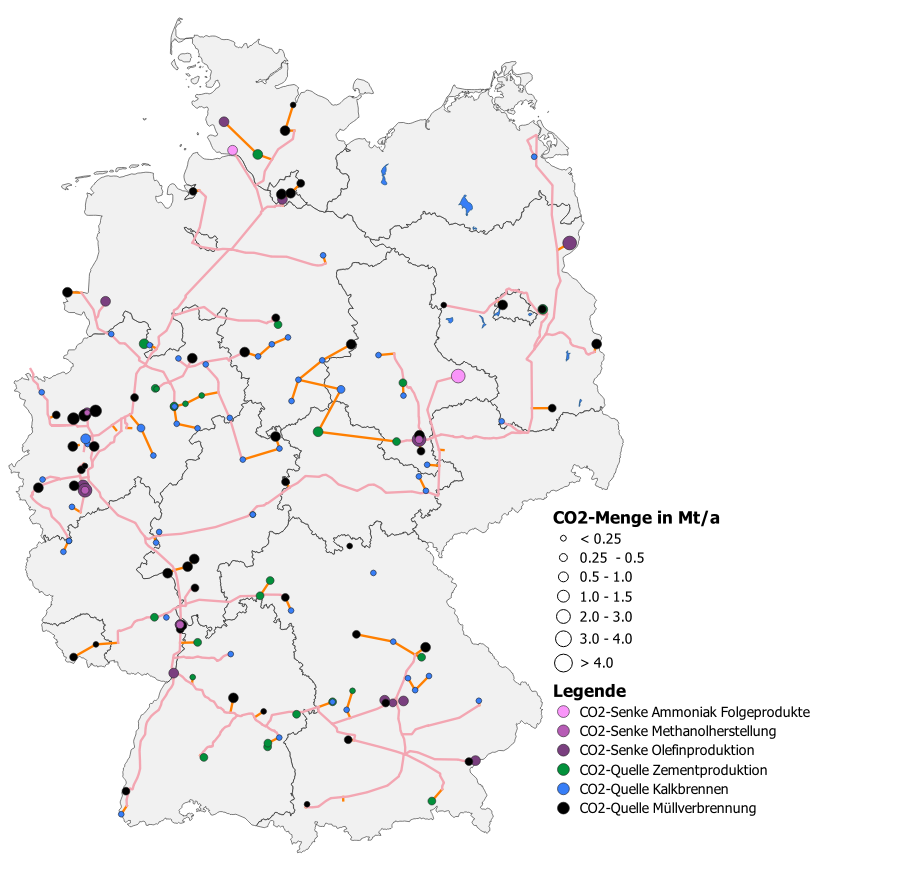 CO2-Menge in Mt/a
< 0.25
0.25 - 0.5
0.5 - 1.0
1.0 - 1.5
2.0 - 3.0
3.0 - 4.0
> 4.0
Legende
CO2-Senke Ammoniak Folgeprodukte
CO2-Senke Methanolherstellung
CO2-Senke Olefinproduktion
CO2-Quelle Zementproduktion
CO2-Quelle Kalkbrennen
CO2-Quelle Müllverbrennung